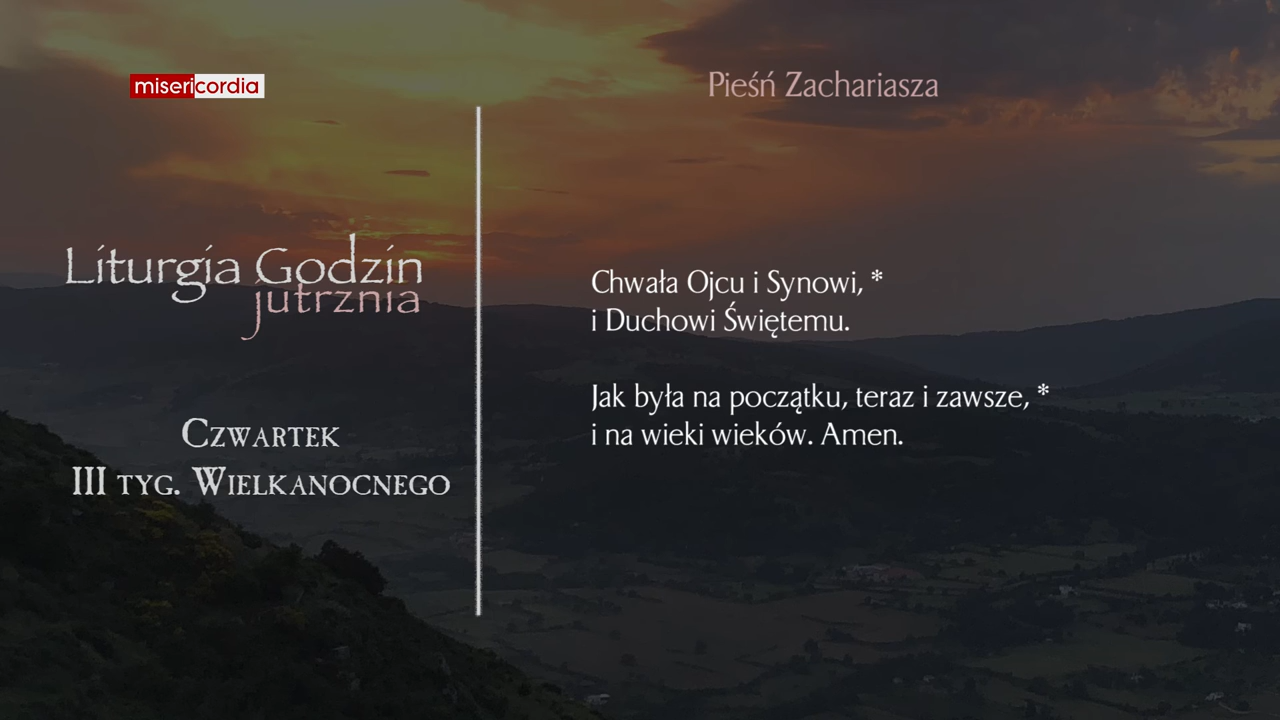 misericordia
Pieśń Zachariasza
Liturgia Godzin
jutrznia
Czwartek
III tyg. Wielkanocnego
Chwała Ojcu i Synowi, *
i Duchowi Świętemu.
Jak była na początku, teraz i zawsze, *
i na wieki wieków. Amen.